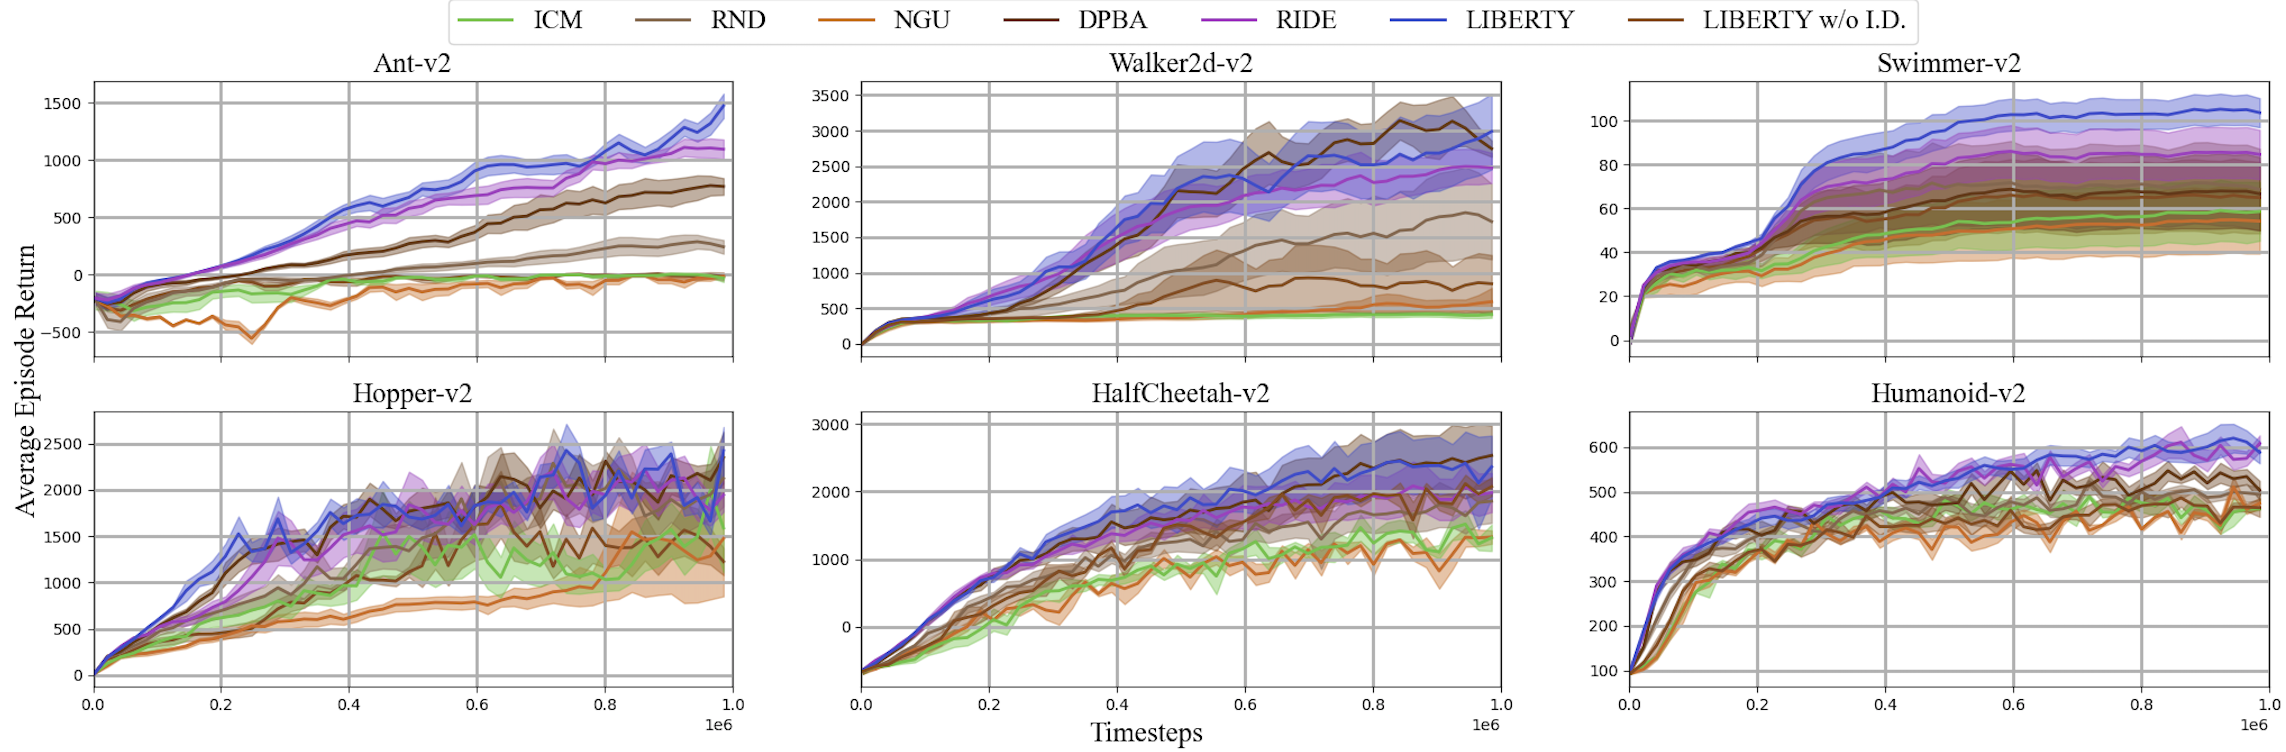 ICM RND NGU DPBA RIDE LIBERTY LIBERTY w/o I.D.
Average Episode Return
Ant-v2
1500
1000
500
0
−500
Walker2d-v2
3500
3000
2500
2000
1500
1000
500
0
Swimmer-v2
100
80
60
40
20
0
Hopper-v2
2500
2000
1500
1000
500
0
0.0 0.2 0.4 0.6 0.8 1.0
1e6
HalfCheetah-v2
3000
2000
1000
0
0.0 0.2 0.4 0.6 0.8 1.0
1e6
Humanoid-v2
600
500
400
300
200
100
0.0 0.2 0.4 0.6 0.8 1.0
1e6
Timesteps